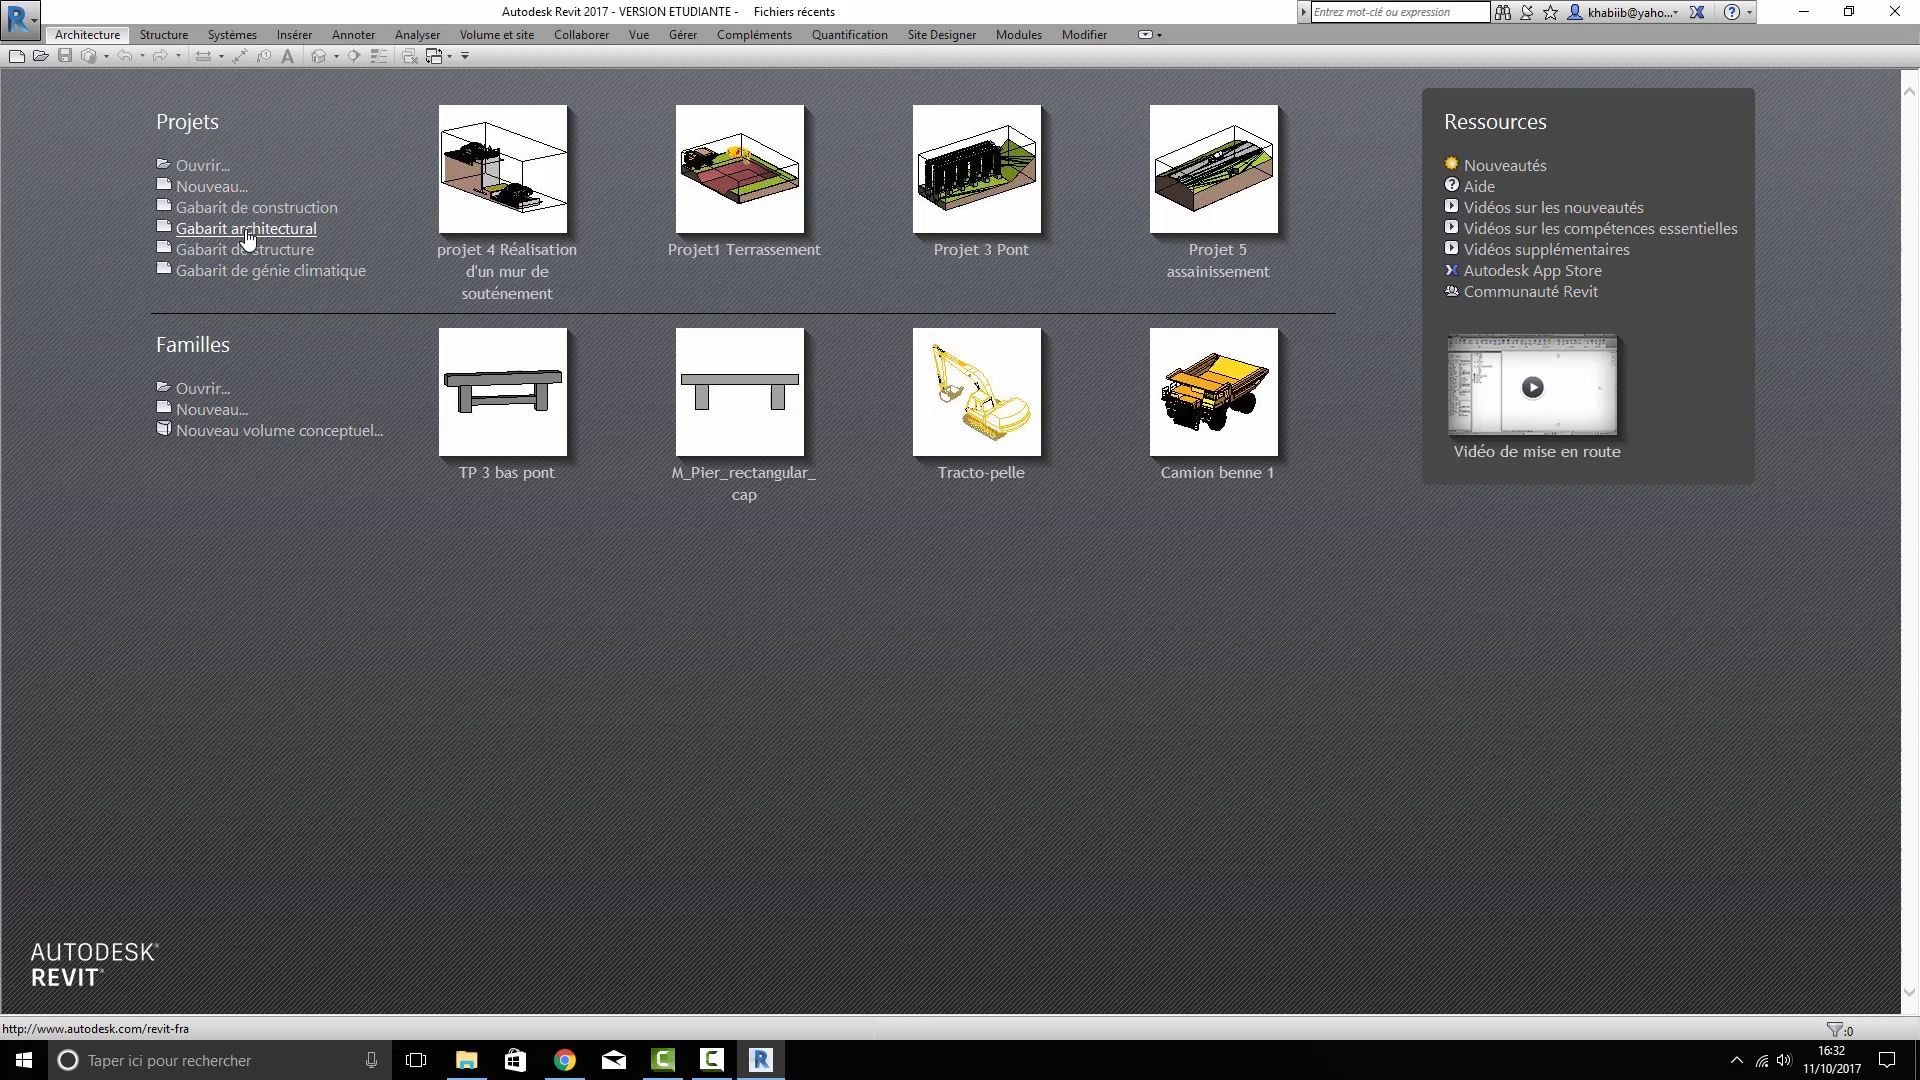 Autodesk Revit 2017 - VERSION ETUDIANTE -    Fichiers récents
Entrez mot-clé ou expression
khabiib@yaho...
Architecture
Structure
Systèmes
Insérer
Annoter
Analyser
Volume et site
Collaborer
Vue
Gérer
Compléments
Quantification
Site Designer
Modules
Modifier
Projets
Ouvrir...
Nouveau...
Gabarit de construction
Gabarit architectural
Gabarit de structure
Gabarit de génie climatique
projet 4 Réalisation
d'un mur de
souténement
Projet1 Terrassement
Projet 3 Pont
Projet 5
assainissement
Familles
Ouvrir...
Nouveau...
Nouveau volume conceptuel...
TP 3 bas pont
M_Pier_rectangular_
cap
Tracto-pelle
Camion benne 1
Ressources
Nouveautés
Aide
Vidéos sur les nouveautés
Vidéos sur les compétences essentielles
Vidéos supplémentaires
Autodesk App Store
Communauté Revit
Vidéo de mise en route
AUTODESK®
REVIT®
http://www.autodesk.com/revit-fra
:0
Taper ici pour rechercher
16:32
11/10/2017